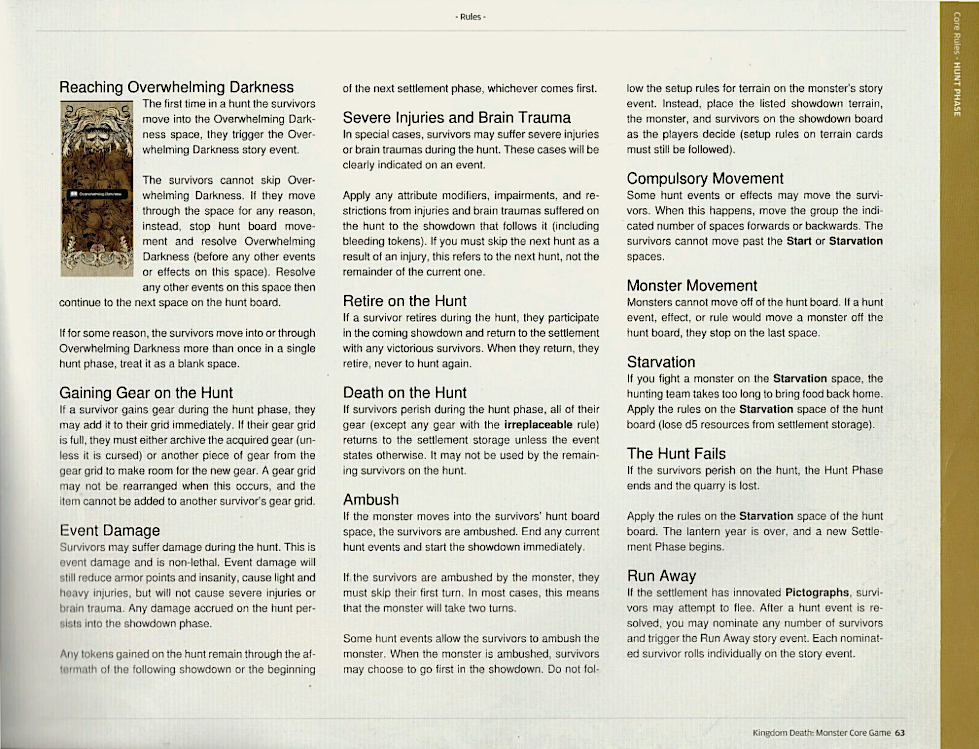 - Rules -
Core Rules - HUNT PHASE
Reaching Overwhelming Darkness
The first time in a hunt the survivors
move into the Overwhelming Dark-
ness space, they trigger the Over-
whelming Darkness story event.
Overwhelming Darkness
The survivors cannot skip Over-
whelming Darkness. If they move
through the space for any reason,
instead, stop hunt board move-
ment and resolve Overwhelming
Darkness (before any other events
or effects on this space). Resolve
any other events on this space then
continue to the next space on the hunt board.
If for some reason, the survivors move into or through
Overwhelming Darkness more than once in a single
hunt phase, treat it as a blank space.
Gaining Gear on the Hunt
If a survivor gains gear during the hunt phase, they
may add it to their grid immediately. If their gear grid
is full, they must either archive the acquired gear (un-
less it is cursed) or another piece of gear from the
gear grid to make room for the new gear. A gear grid
may not be rearranged when this occurs, and the
item cannot be added to another survivor's gear grid.
Event Damage
Survivors may suffer damage during the hunt. This is
event damage and is non-lethal. Event damage will
still reduce armor points and insanity, cause light and
heavy injuries, but will not cause severe injuries or
brain trauma. Any damage accrued on the hunt per-
sists into the showdown phase.
Any tokens gained on the hunt remain through the af-
termath of the following showdown or the beginning
of the next settlement phase, whichever comes first.
Severe Injuries and Brain Trauma
In special cases, survivors may suffer severe injuries
or brain traumas during the hunt. These cases will be
clearly indicated on an event.
Apply any attribute modifiers, impairments, and re-
strictions from injuries and brain traumas suffered on
the hunt to the showdown that follows it (including
bleeding tokens). If you must skip the next hunt as a
result of an injury, this refers to the next hunt, not the
remainder of the current one.
Retire on the Hunt
If a survivor retires during the hunt, they participate
in the coming showdown and return to the settlement
with any victorious survivors. When they return, they
retire, never to hunt again.
Death on the Hunt
If survivors perish during the hunt phase, all of their
gear (except any gear with the irreplaceable rule)
returns to the settlement storage unless the event
states otherwise. It may not be used by the remain-
ing survivors on the hunt.
Ambush
If the monster moves into the survivors' hunt board
space, the survivors are ambushed. End any current
hunt events and start the showdown immediately.
If the survivors are ambushed by the monster, they
must skip their first turn. In most cases, this means
that the monster will take two turns.
Some hunt events allow the survivors to ambush the
monster. When the monster is ambushed, survivors
may choose to go first in the showdown. Do not fol-
low the setup rules for terrain on the monster's story
event. Instead, place the listed showdown terrain,
the monster, and survivors on the showdown board
as the players decide (setup rules on terrain cards
must still be followed).
Compulsory Movement
Some hunt events or effects may move the survi-
vors. When this happens, move the group the indi-
cated number of spaces forwards or backwards. The
survivors cannot move past the Start or Starvation
spaces.
Monster Movement
Monsters cannot move off of the hunt board. If a hunt
event, effect, or rule would move a monster off the
hunt board, they stop on the last space.
Starvation
If you fight a monster on the Starvation space, the
hunting team takes too long to bring food back home.
Apply the rules on the Starvation space of the hunt
board (lose d5 resources from settlement storage).
The Hunt Fails
If the survivors perish on the hunt, the Hunt Phase
ends and the quarry is lost.
Apply the rules on the Starvation space of the hunt
board. The lantern year is over, and a new Settle-
ment Phase begins.
Run Away
If the settlement has innovated Pictographs, survi-
vors may attempt to flee. After a hunt event is re-
solved, you may nominate any number of survivors
and trigger the Run Away story event. Each nominat-
ed survivor rolls individually on the story event.
Kingdom Death: Monster Core Game 63